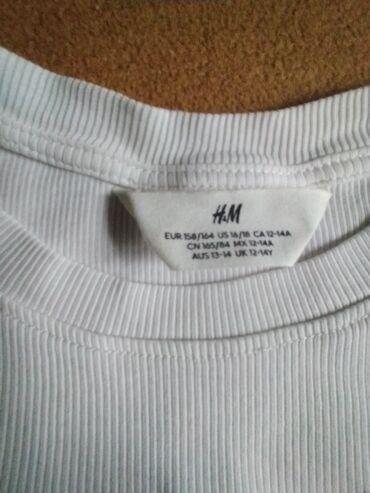 H&M
EUR 158/164 US 16/18 CA 12-14A
CN 165/84 MX 12-14A
AUS 13-14 UK 12-14Y